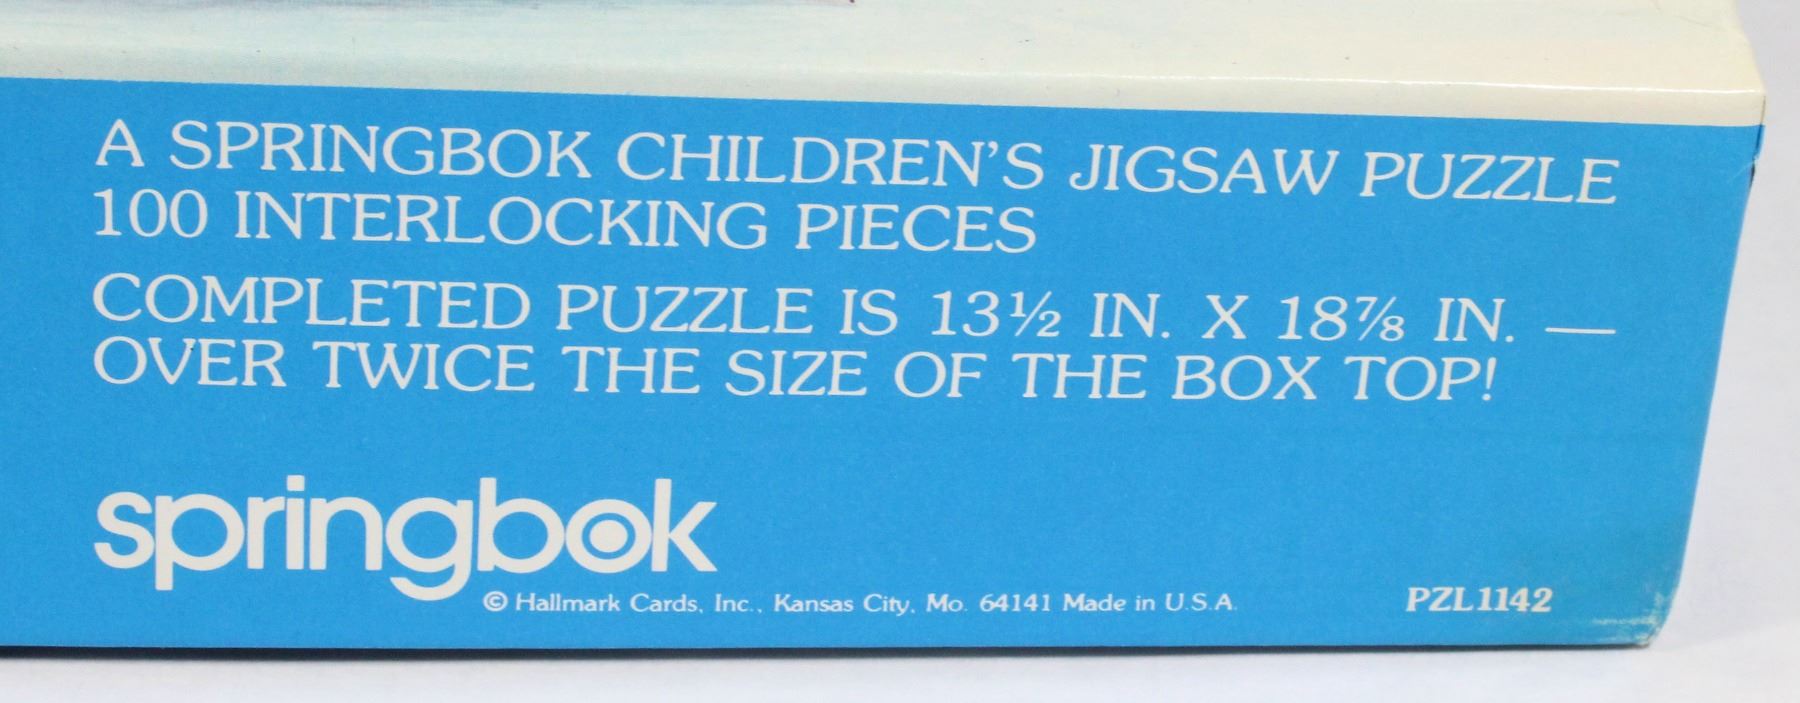 A SPRINGBOK CHILDREN'S JIGSAW PUZZLE
100 INTERLOCKING PIECES
COMPLETED PUZZLE IS 13½ IN. X 18⅞ IN. —
OVER TWICE THE SIZE OF THE BOX TOP!
springbok
© Hallmark Cards, Inc., Kansas City, Mo. 64141 Made in U.S.A.
PZL1142